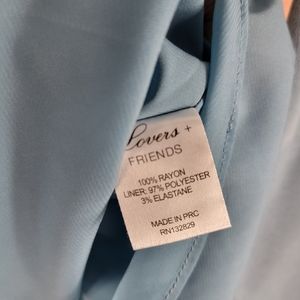 Lovers +
FRIENDS
100% RAYON
LINER: 97% POLYESTER
3% ELASTANE
MADE IN PRC
RN132829